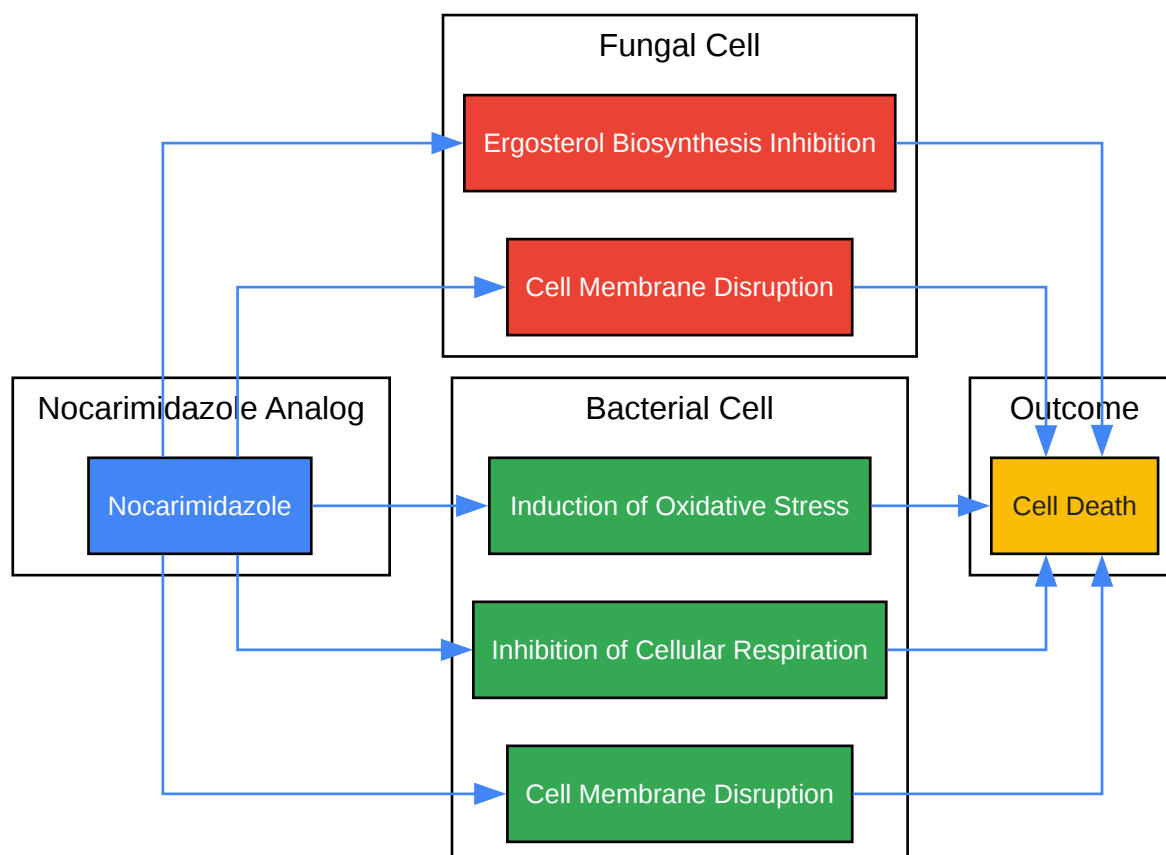 Fungal Cell
Ergosterol Biosynthesis Inhibition
Cell Membrane Disruption
Nocarimidazole Analog
Nocarimidazole
Bacterial Cell
Induction of Oxidative Stress
Inhibition of Cellular Respiration
Cell Membrane Disruption
Outcome
Cell Death